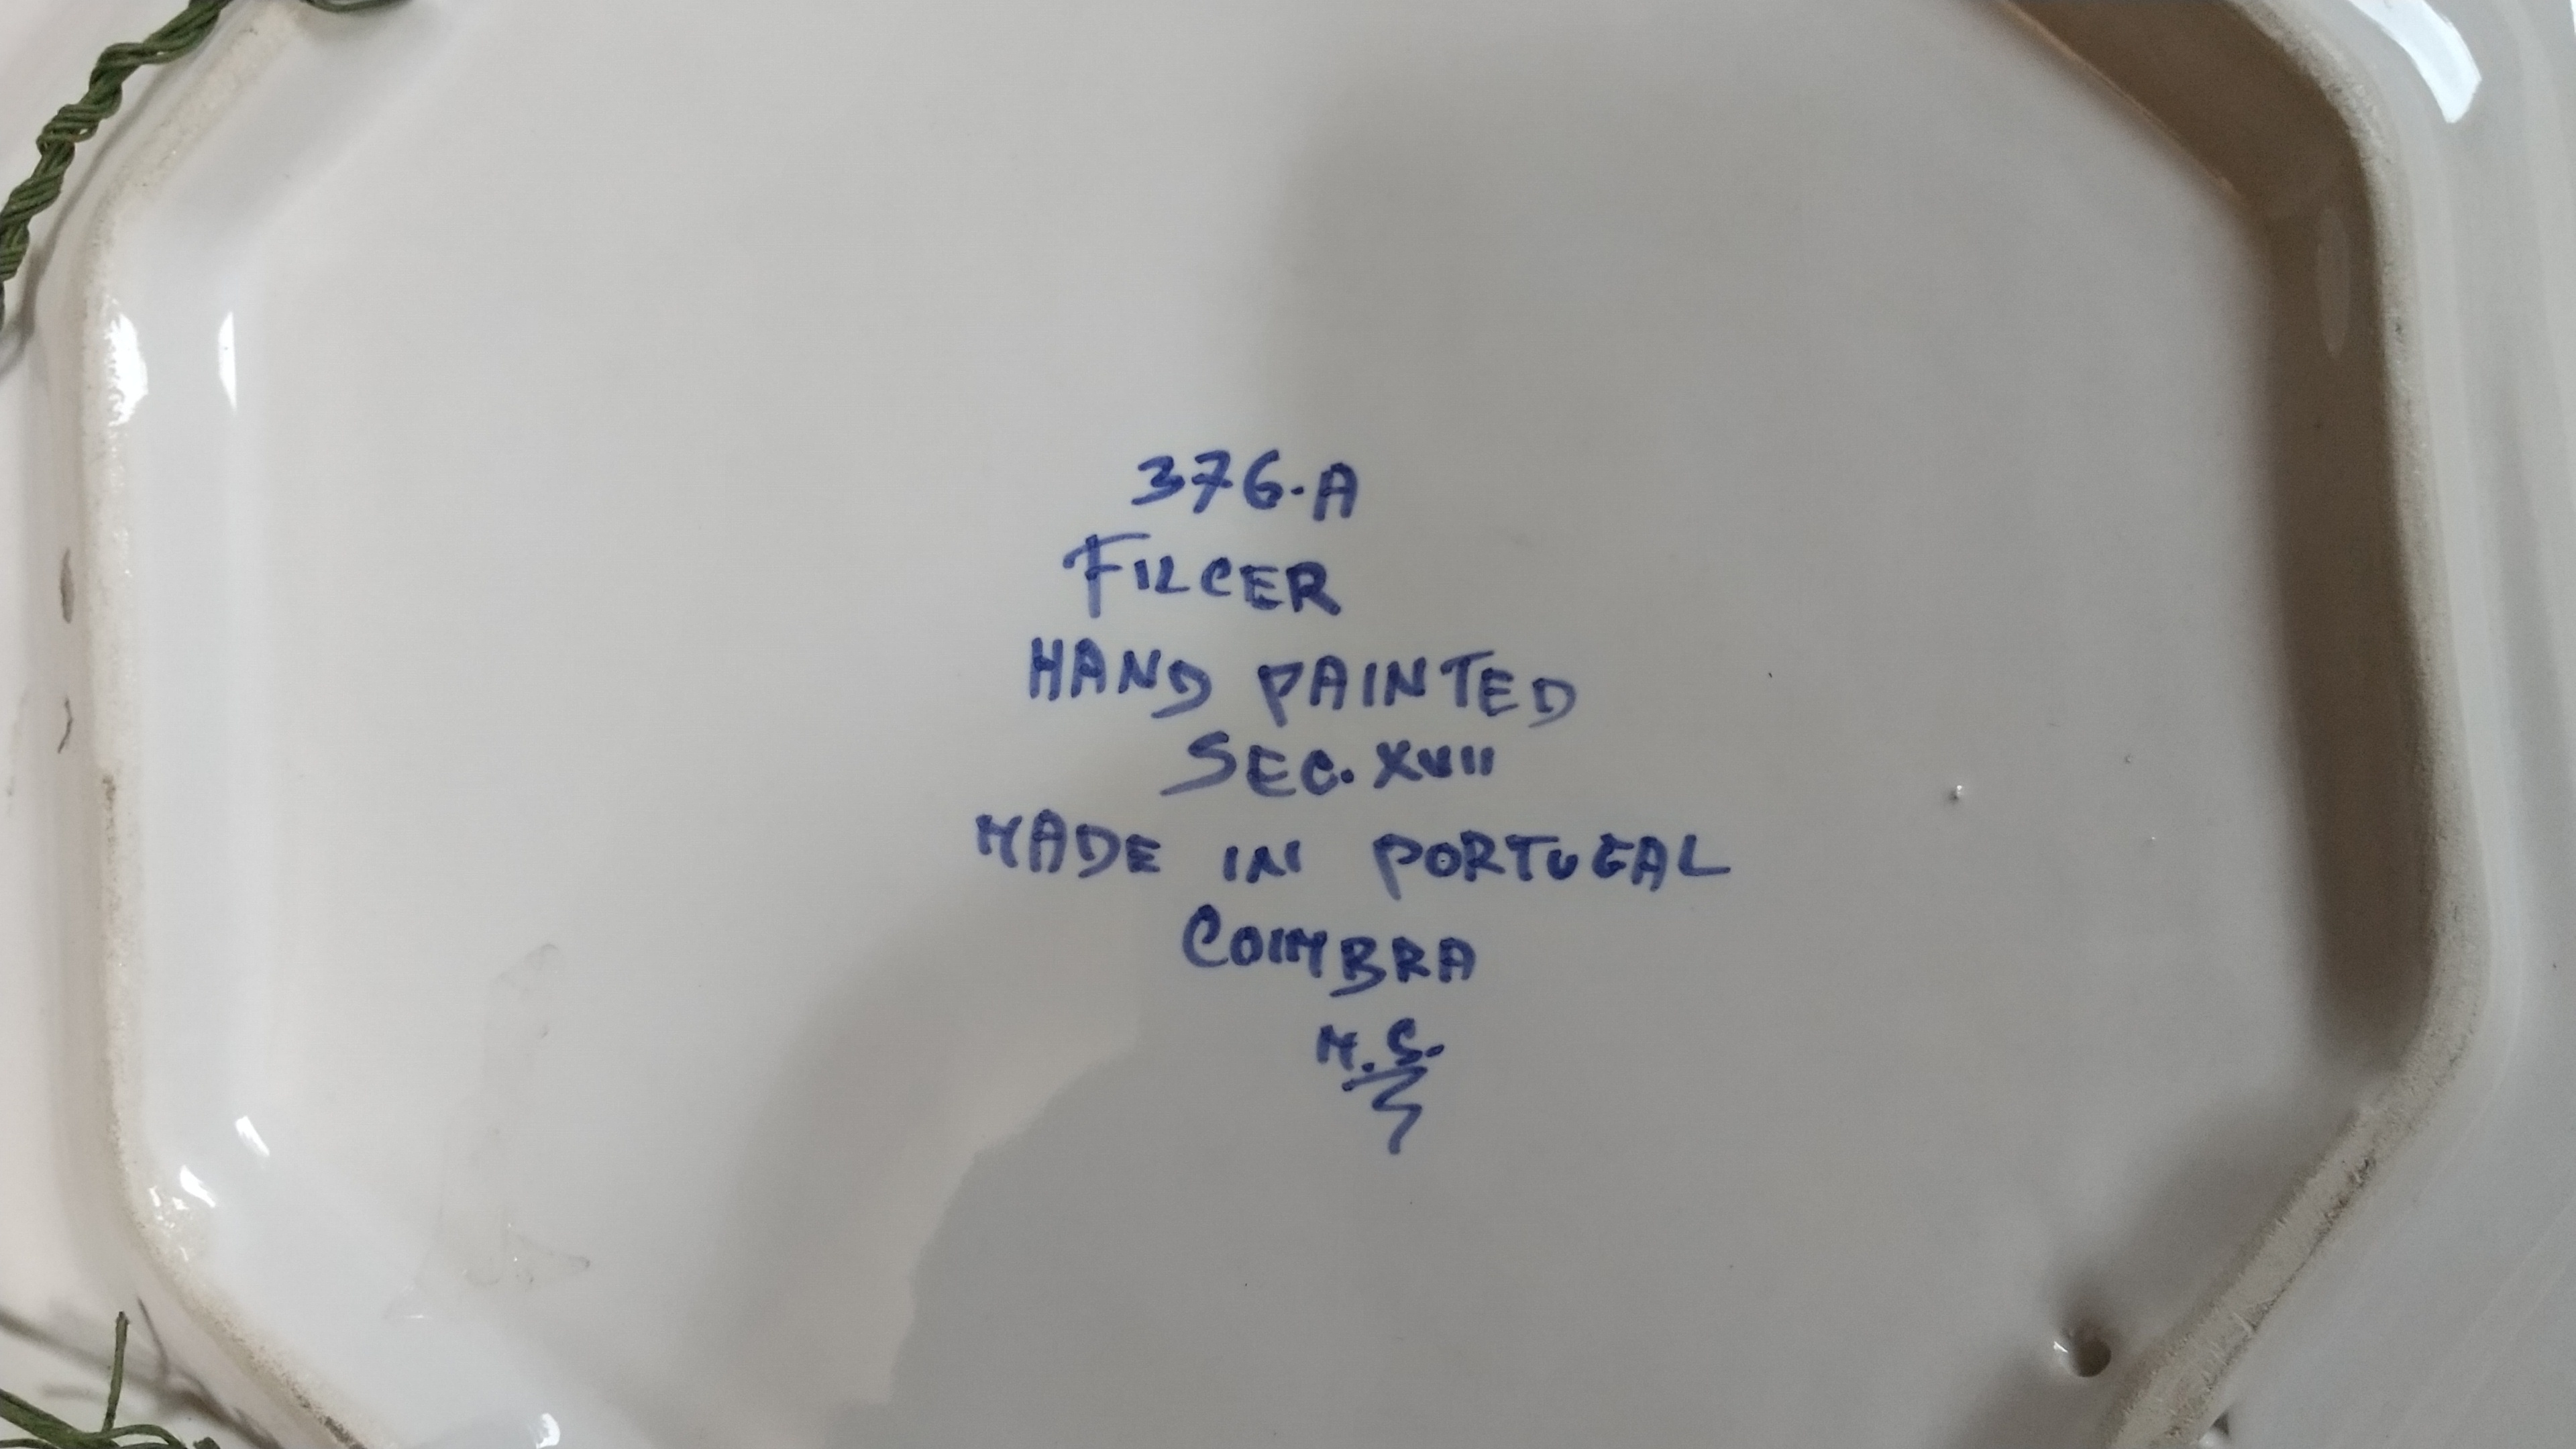 376-A
FILCER
HAND PAINTED
SEC. XVII
MADE IN PORTUGAL
COIMBRA
M.S.